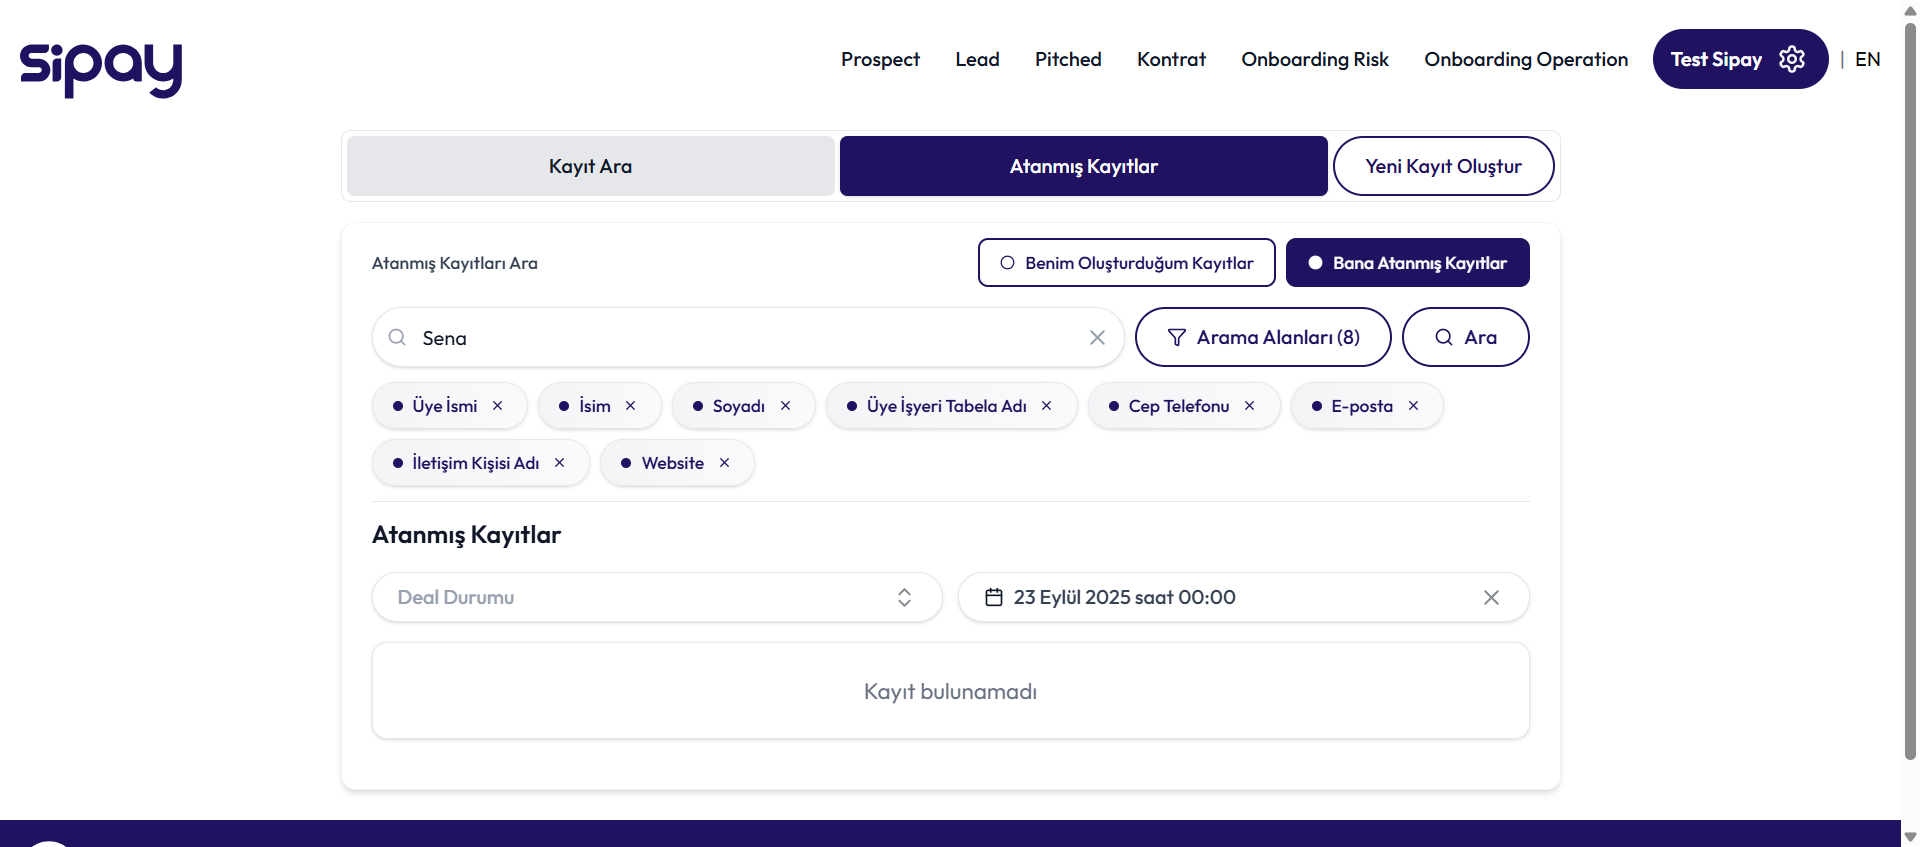 sipay
Prospect Lead Pitched Kontrat Onboarding Risk Onboarding Operation Test Sipay | EN
Kayıt Ara Atanmış Kayıtlar Yeni Kayıt Oluştur
Atanmış Kayıtları Ara Benim Oluşturduğum Kayıtlar Bana Atanmış Kayıtlar
Sena Arama Alanları (8) Ara
Üye İsmi İsim Soyadı Üye İşyeri Tabela Adı Cep Telefonu E-posta
İletişim Kişisi Adı Website
Atanmış Kayıtlar
Deal Durumu 23 Eylül 2025 saat 00:00
Kayıt bulunamadı